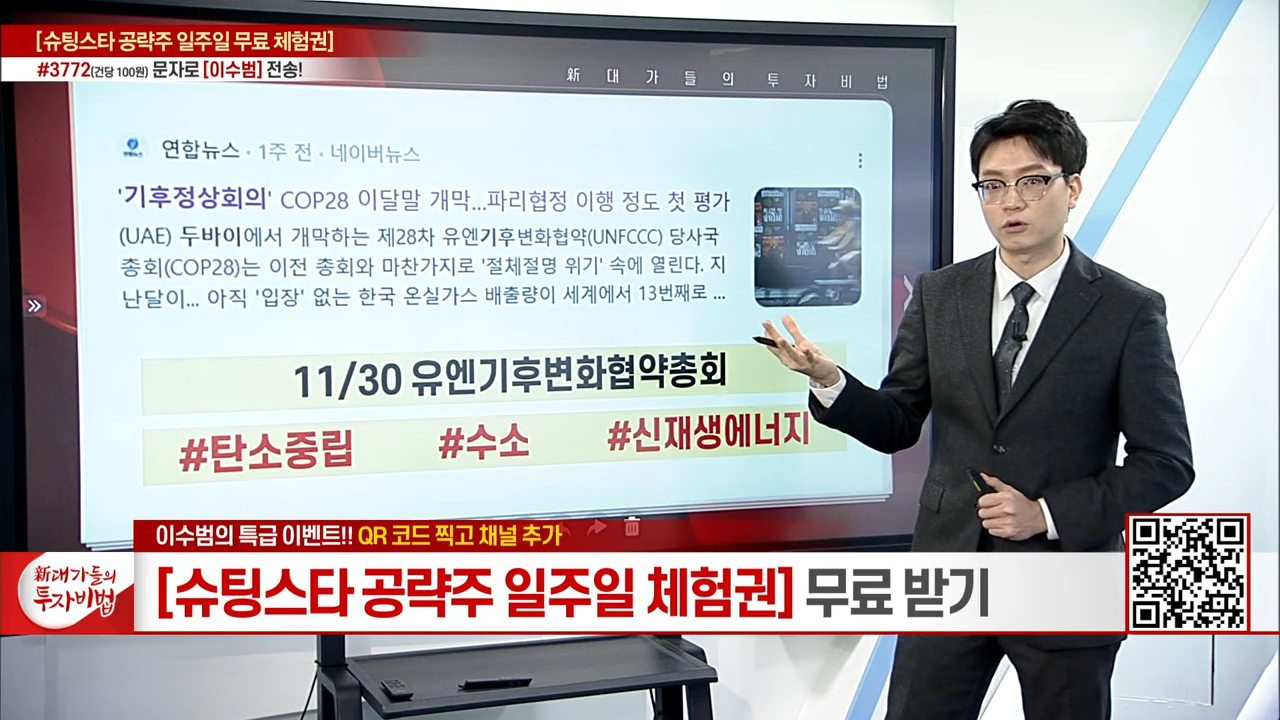 [슈팅스타 공략주 일주일 무료 체험권]
#3772(건당 100원) 문자로 [이수범] 전송!
新 대가들의 투자비법
연합뉴스 · 1주 전 · 네이버뉴스
'기후정상회의' COP28 이달말 개막...파리협정 이행 정도 첫 평가
(UAE) 두바이에서 개막하는 제28차 유엔기후변화협약(UNFCCC) 당사국
총회(COP28)는 이전 총회와 마찬가지로 '절체절명 위기' 속에 열린다. 지
난달이... 아직 '입장' 없는 한국 온실가스 배출량이 세계에서 13번째로 ...
11/30 유엔기후변화협약총회
#탄소중립 #수소 #신재생에너지
이수범의 특급 이벤트!! QR 코드 찍고 채널 추가
新대가들의
투자비법
[슈팅스타 공략주 일주일 체험권] 무료 받기